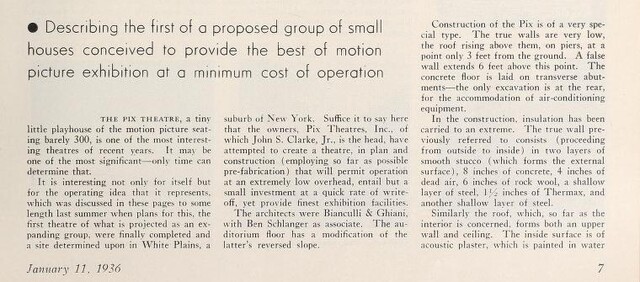 ● Describing the first of a proposed group of small
houses conceived to provide the best of motion
picture exhibition at a minimum cost of operation
THE PIX THEATRE, a tiny
little playhouse of the motion picture seat-
ing barely 300, is one of the most interest-
ing theatres of recent years. It may be
one of the most significant—only time can
determine that.
It is interesting not only for itself but
for the operating idea that it represents,
which was discussed in these pages to some
length last summer when plans for this, the
first theatre of what is projected as an ex-
panding group, were finally completed and
a site determined upon in White Plains, a
suburb of New York. Suffice it to say here
that the owners, Pix Theatres, Inc., of
which John S. Clarke, Jr., is the head, have
attempted to create a theatre, in plan and
construction (employing so far as possible
pre-fabrication) that will permit operation
at an extremely low overhead, entail but a
small investment at a quick rate of write-
off, yet provide finest exhibition facilities.
The architects were Bianculli & Ghiani,
with Ben Schlanger as associate. The au-
ditorium floor has a modification of the
latter's reversed slope.
Construction of the Pix is of a very spe-
cial type. The true walls are very low,
the roof rising above them, on piers, at a
point only 3 feet from the ground. A false
wall extends 6 feet above this point. The
concrete floor is laid on transverse abut-
ments—the only excavation is at the rear,
for the accommodation of air-conditioning
equipment.
In the construction, insulation has been
carried to an extreme. The true wall pre-
viously referred to consists (proceeding
from outside to inside) in two layers of
smooth stucco (which forms the external
surface), 8 inches of concrete, 4 inches of
dead air, 6 inches of rock wool, a shallow
layer of steel, 1½ inches of Thermax, and
another shallow layer of steel.
Similarly the roof, which, so far as the
interior is concerned, forms both an upper
wall and ceiling. The inside surface is of
acoustic plaster, which is painted in water
January 11, 1936
7